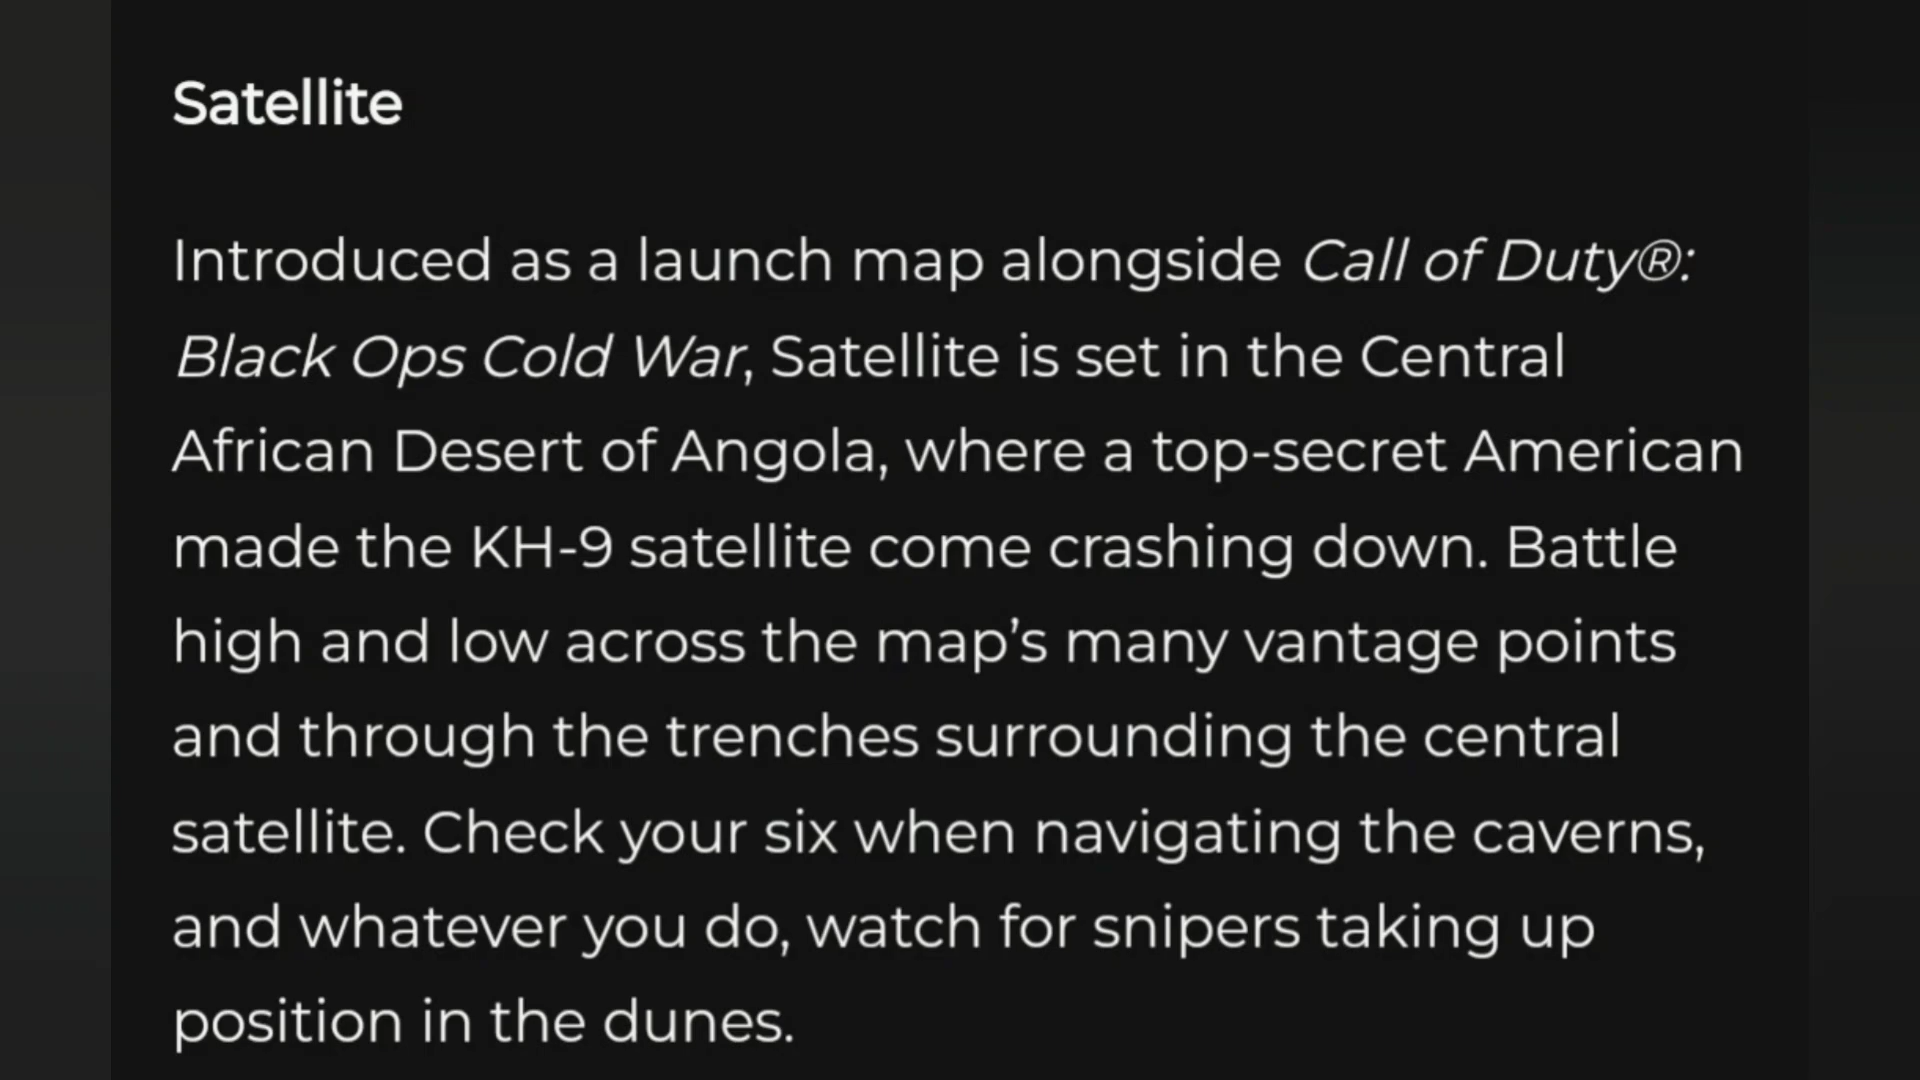 Satellite
Introduced as a launch map alongside Call of Duty®:
Black Ops Cold War, Satellite is set in the Central
African Desert of Angola, where a top-secret American
made the KH-9 satellite come crashing down. Battle
high and low across the map’s many vantage points
and through the trenches surrounding the central
satellite. Check your six when navigating the caverns,
and whatever you do, watch for snipers taking up
position in the dunes.